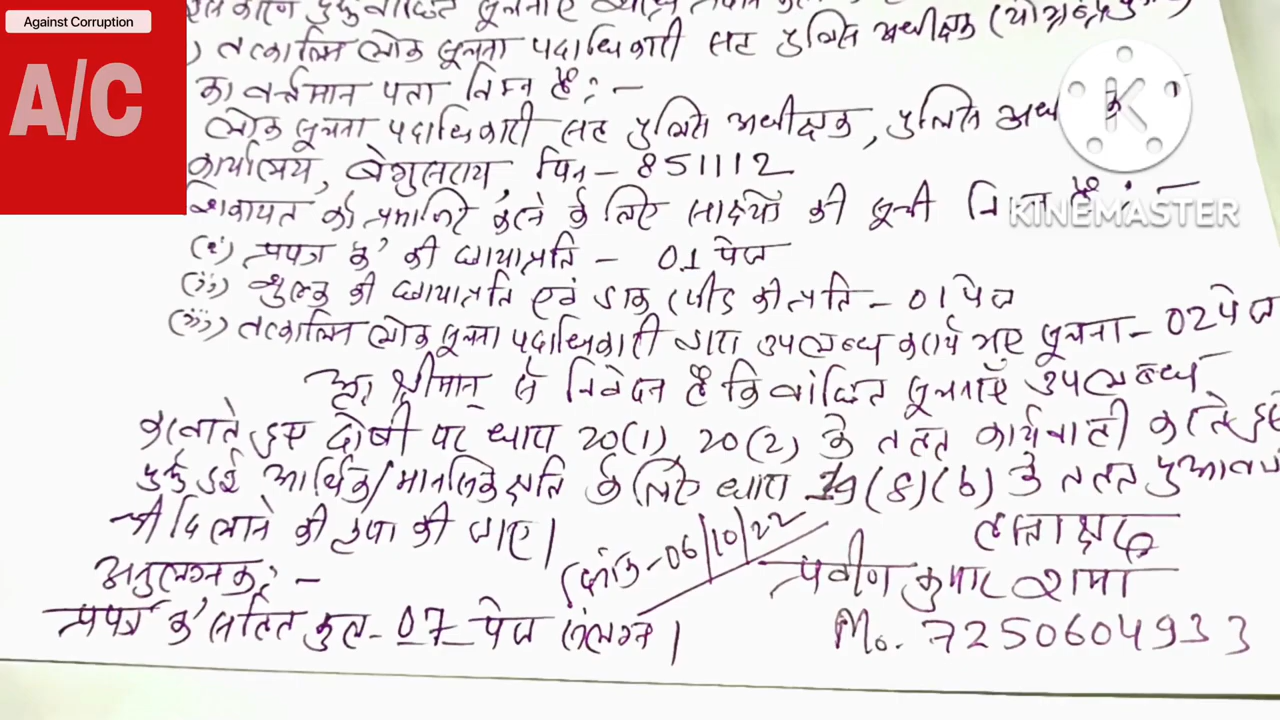 Against Corruption
A/C
K
KINEMASTER
वांछित सूचनाएँ
तत्कालिन लोक सूचना पदाधिकारी सह पुलिस अधीक्षक
का वर्त्तमान पता निम्न है:-
लोक सूचना पदाधिकारी सह पुलिस अधीक्षक, पुलिस
कार्यालय, बेगुसराय, पिन- 851112
शिकायत को प्रमाणित करने के लिए साक्ष्यों की सूची निम्न है:-
(i) प्रपत्र 'क' की छायाप्रति - 01 पेज
(ii) शुल्क की छायाप्रति एवं डाक रसीद की प्रति - 01 पेज
(iii) तत्कालिन लोक सूचना पदाधिकारी द्वारा उपलब्ध कराये गए सूचना - 02 पेज
अतः श्रीमान् से निवेदन है कि वांछित सूचनाएँ उपलब्ध
करवाते हुए दोषी पर धारा 20(1), 20(2) के तहत कार्यवाही करते हुए
मुझे हुई आर्थिक/मानसिक क्षति के लिए धारा 19(8)(b) के तहत मुआवजा
भी दिलाने की कृपा की जाए।
हस्ताक्षर
अनुलग्नक:-
दिनांक-06/10/22
प्रवीण कुमार शर्मा
प्रपत्र 'क' सहित कुल- 07 पेज संलग्न।
Mo. 7250604933